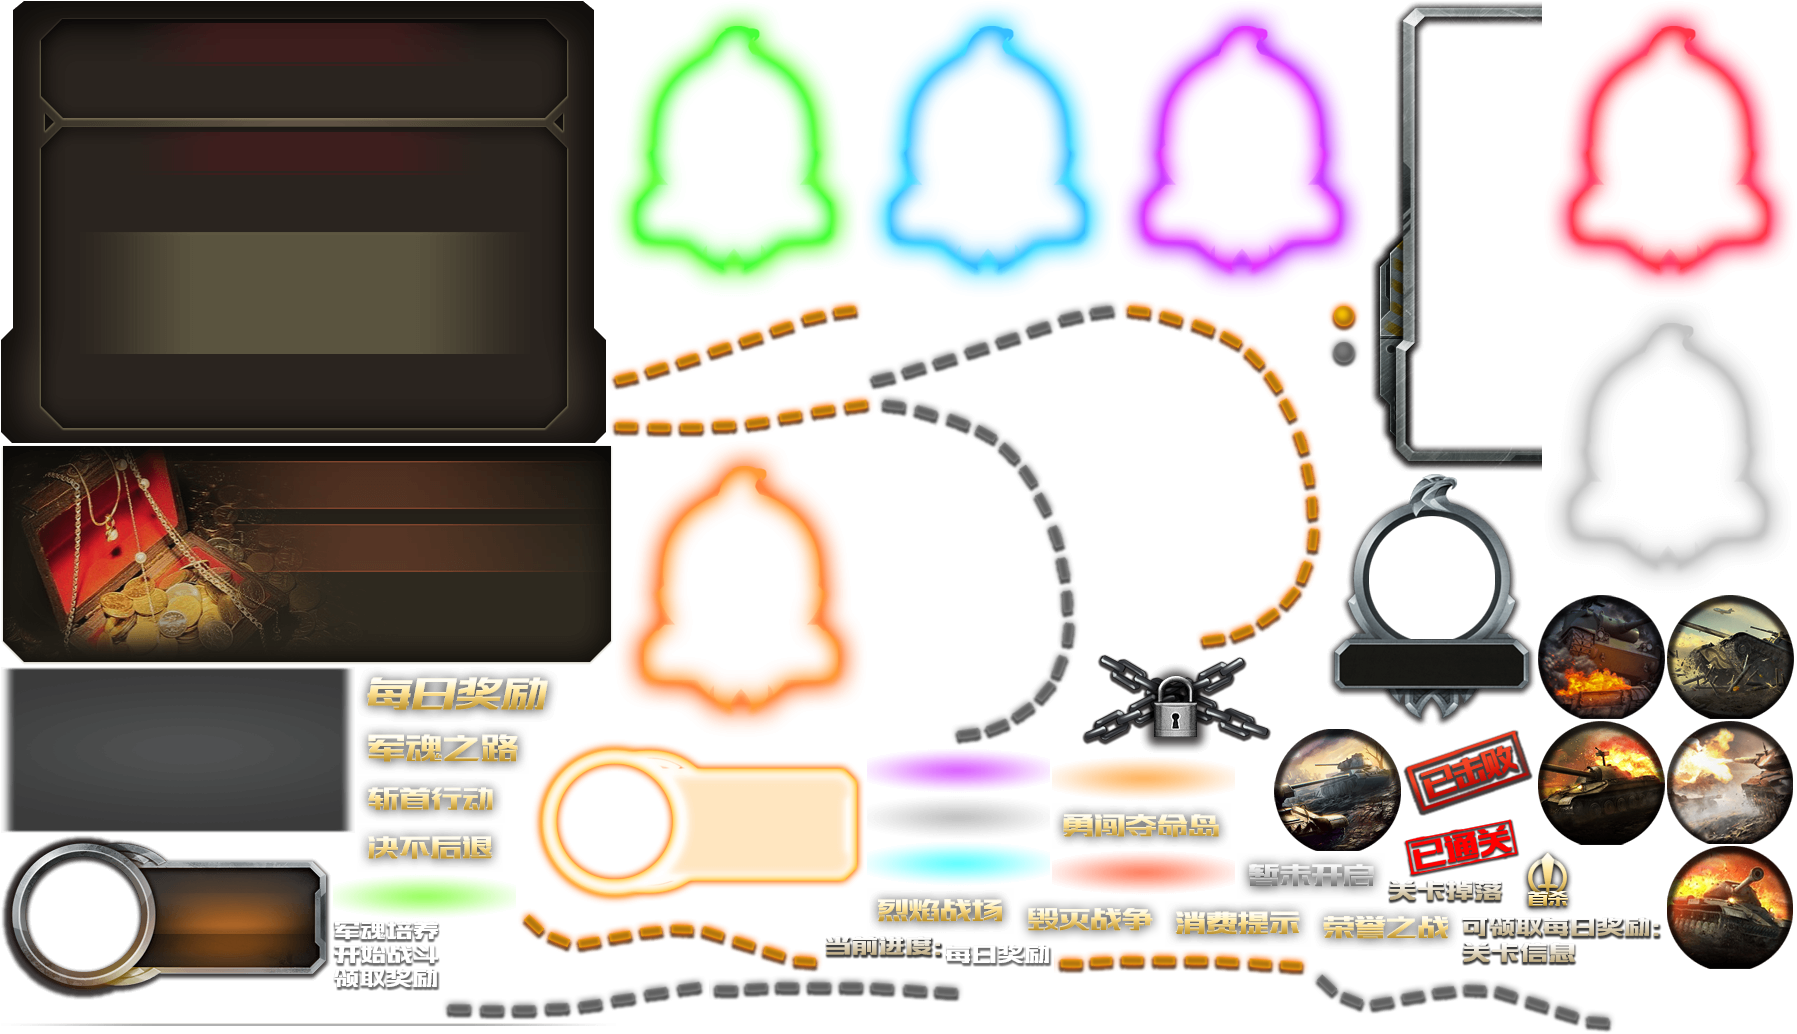 每日奖励
军魂之路
斩首行动
决不后退
军魂培养
开始战斗
领取奖励
勇闯夺命岛
已击败
已通关
暂未开启
关卡掉落
首杀
烈焰战场
毁灭战争
消费提示
荣誉之战
可领取每日奖励:
关卡信息
当前进度:
每日奖励